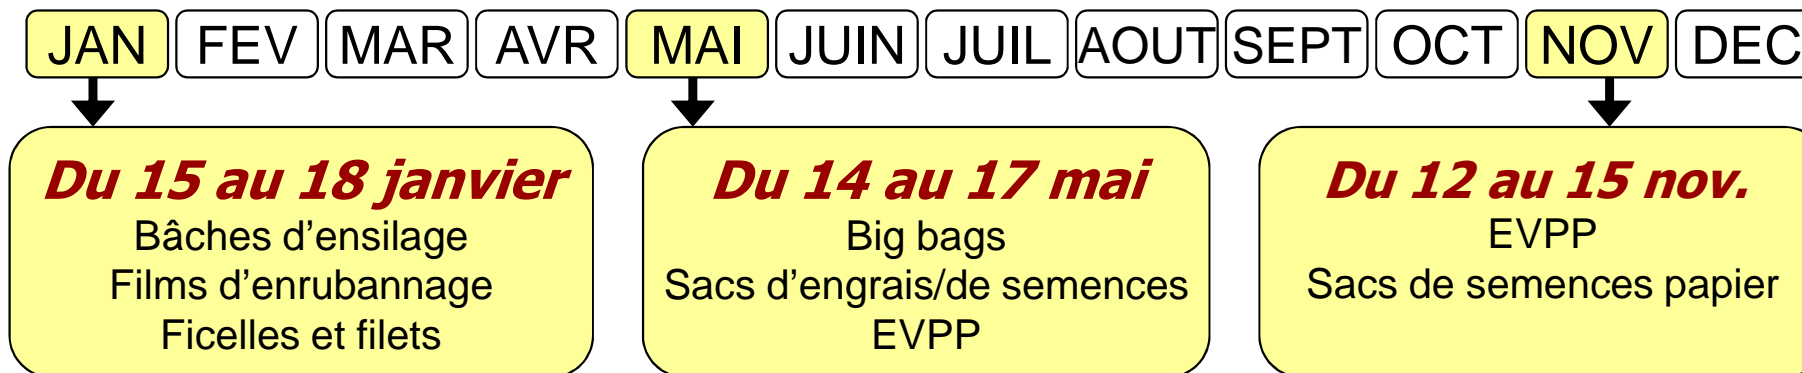 JAN FEV MAR AVR MAI JUIN JUIL AOUT SEPT OCT NOV DEC
Du 15 au 18 janvier
Bâches d’ensilage
Films d’enrubannage
Ficelles et filets
Du 14 au 17 mai
Big bags
Sacs d’engrais/de semences
EVPP
Du 12 au 15 nov.
EVPP
Sacs de semences papier